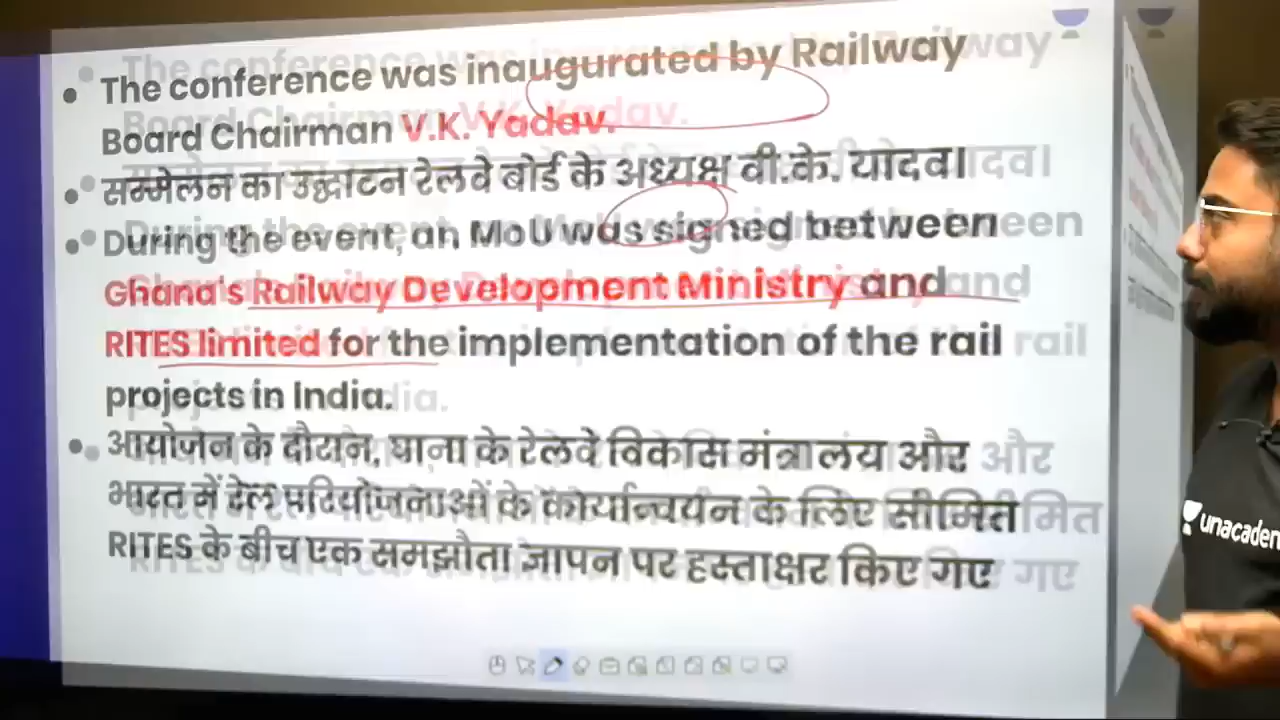 The conference was inaugurated by Railway
Board Chairman V.K. Yadav.
सम्मेलन का उद्घाटन रेलवे बोर्ड के अध्यक्ष वी.के. यादव।
During the event, an MoU was signed between
Ghana's Railway Development Ministry and
RITES limited for the implementation of the rail
projects in India.
आयोजन के दौरान, घाना के रेलवे विकास मंत्रालय और
भारत में रेल परियोजनाओं के कार्यान्वयन के लिए सीमित
RITES के बीच एक समझौता ज्ञापन पर हस्ताक्षर किए गए